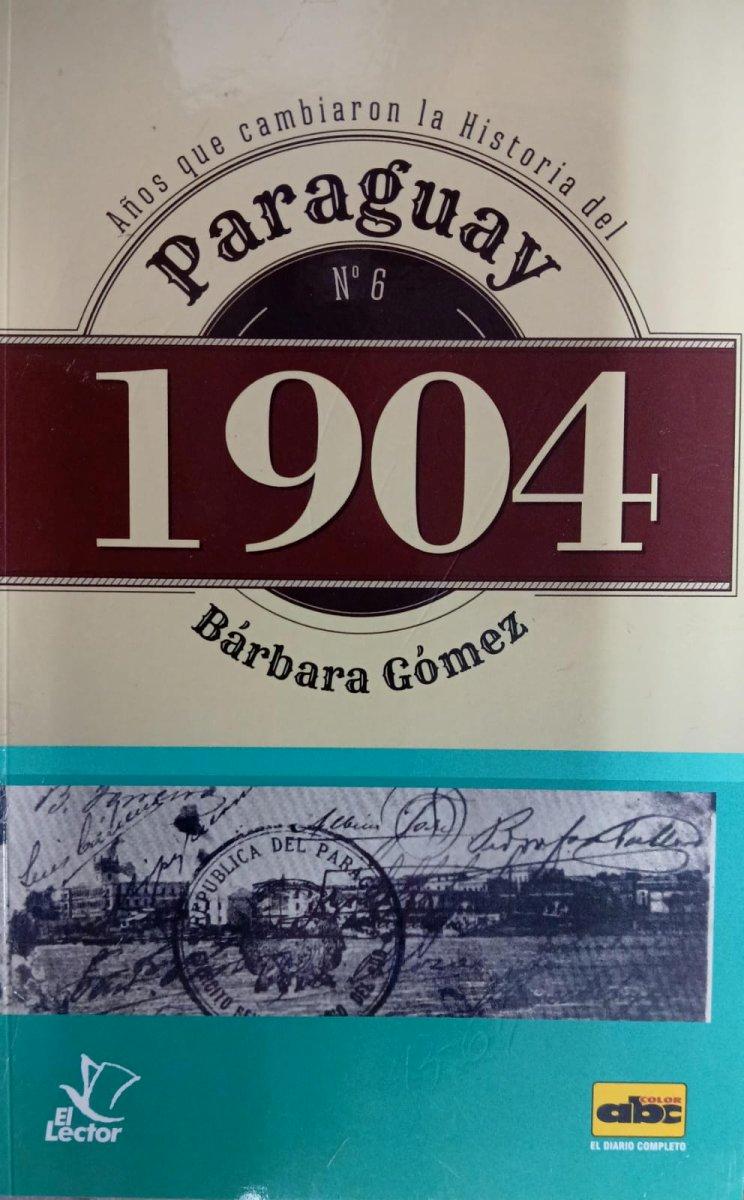 Años que cambiaron la Historia del
Paraguay
Nº 6
1904
Bárbara Gómez
REPUBLICA DEL PARAG
El
Lector
COLOR
abc
EL DIARIO COMPLETO